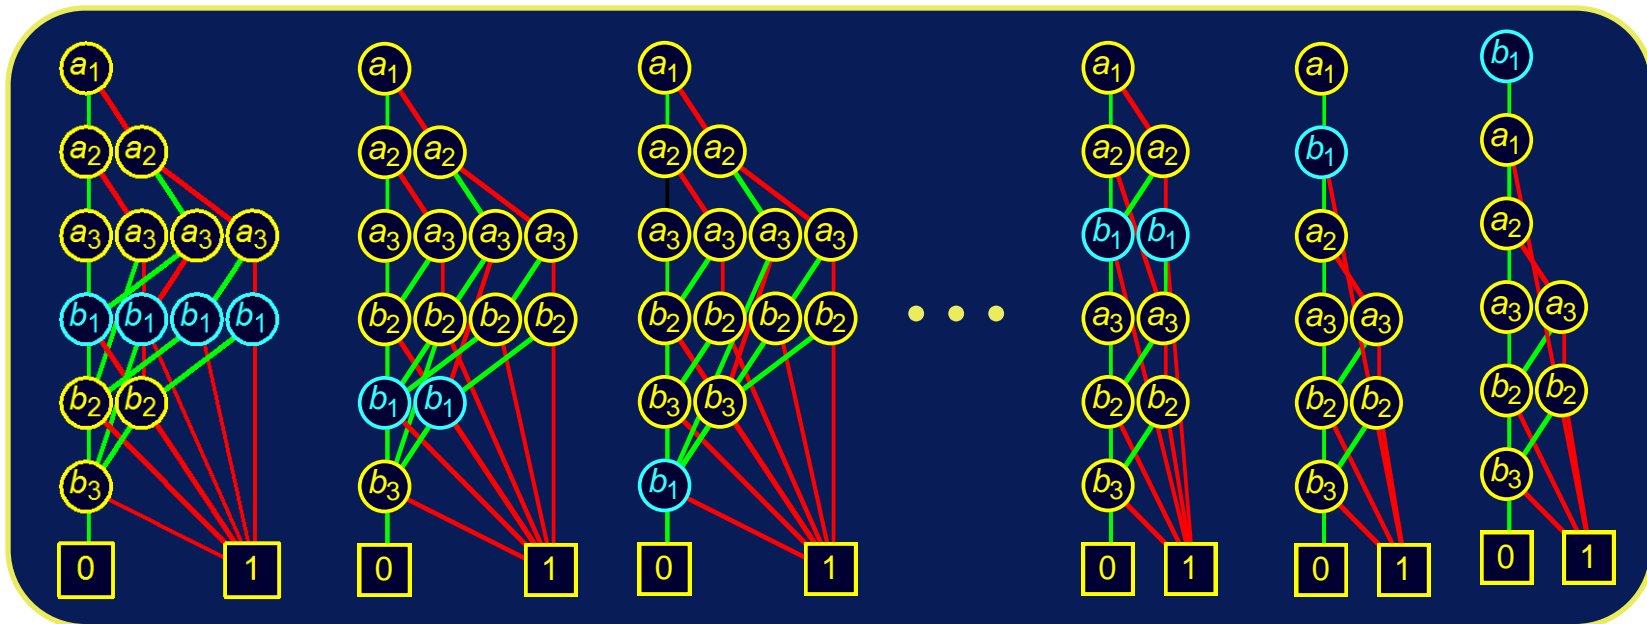 a₁
a₂ a₂
a₃ a₃ a₃ a₃
b₁ b₁ b₁ b₁
b₂ b₂
b₃
0 1
a₁
a₂ a₂
a₃ a₃ a₃ a₃
b₂ b₂ b₂ b₂
b₁ b₁
b₃
0 1
a₁
a₂ a₂
a₃ a₃ a₃ a₃
b₂ b₂ b₂ b₂
b₃ b₃
b₁
0 1
• • •
a₁
a₂ a₂
b₁ b₁
a₃ a₃
b₂ b₂
b₃
0 1
a₁
b₁
a₂
a₃ a₃
b₂ b₂
b₃
0 1
b₁
a₁
a₂
a₃ a₃
b₂ b₂
b₃
0 1